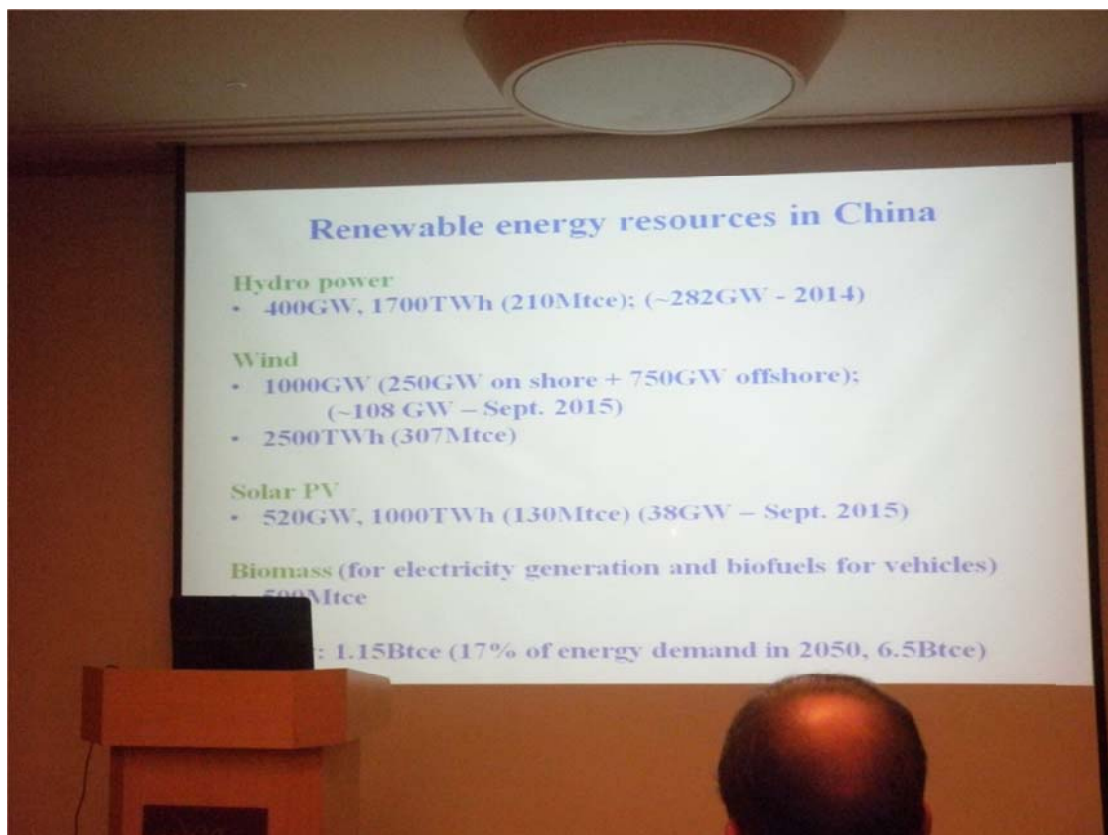 Renewable energy resources in China
Hydro power
• 400GW, 1700TWh (210Mtce); (~282GW - 2014)
Wind
• 1000GW (250GW on shore + 750GW offshore);
(~108 GW – Sept. 2015)
• 2500TWh (307Mtce)
Solar PV
• 520GW, 1000TWh (130Mtce) (38GW – Sept. 2015)
Biomass (for electricity generation and biofuels for vehicles)
500Mtce
: 1.15Btce (17% of energy demand in 2050, 6.5Btce)